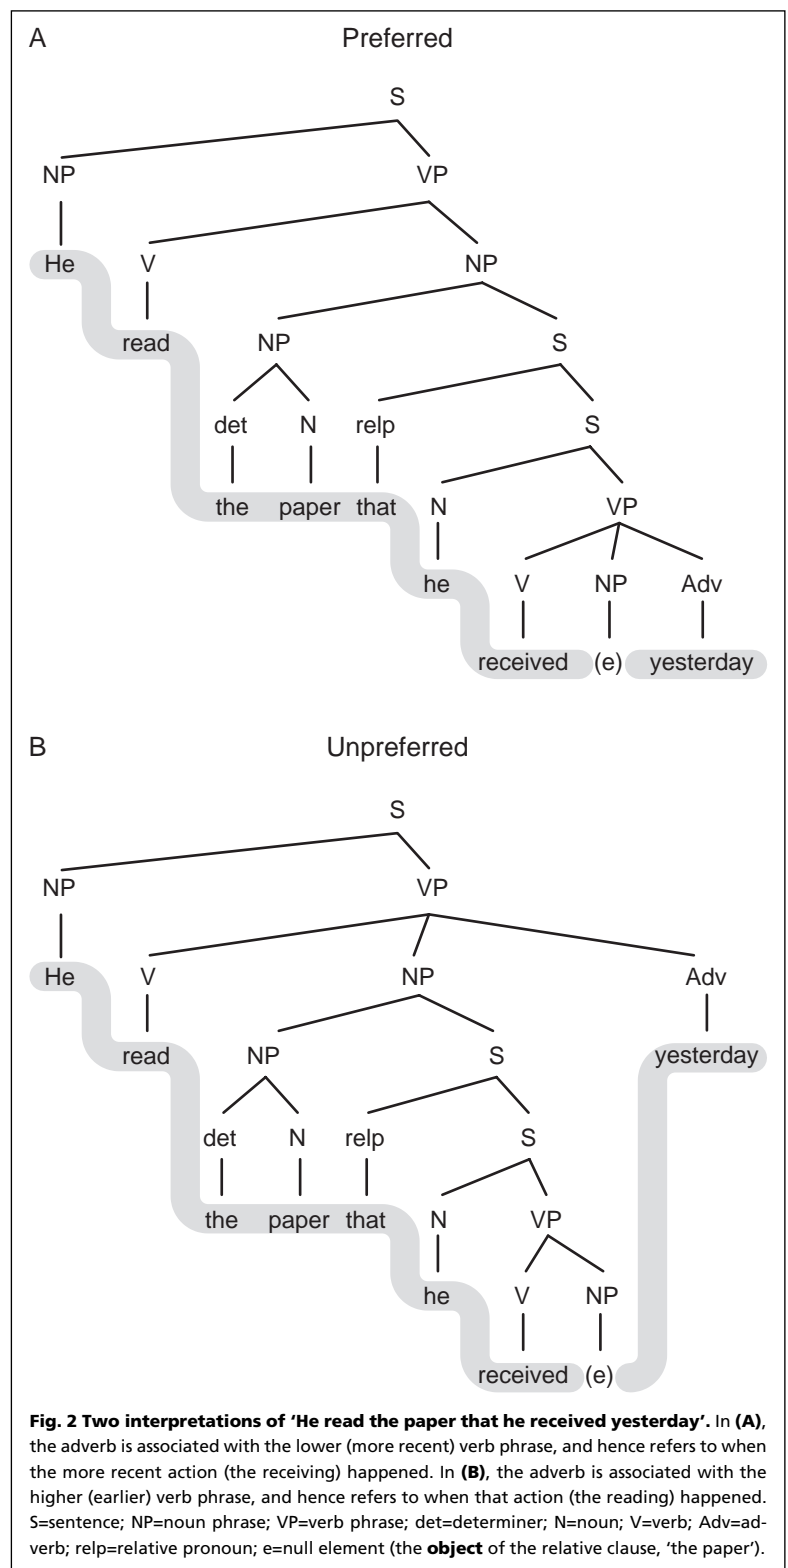 A Preferred
S
NP VP
He V NP
read NP S
det N relp S
the paper that N VP
he V NP Adv
received (e) yesterday
B Unpreferred
S
NP VP
He V NP Adv
read NP S yesterday
det N relp S
the paper that N VP
he V NP
received (e)
Fig. 2 Two interpretations of ‘He read the paper that he received yesterday’. In (A),
the adverb is associated with the lower (more recent) verb phrase, and hence refers to when
the more recent action (the receiving) happened. In (B), the adverb is associated with the
higher (earlier) verb phrase, and hence refers to when that action (the reading) happened.
S=sentence; NP=noun phrase; VP=verb phrase; det=determiner; N=noun; V=verb; Adv=ad-
verb; relp=relative pronoun; e=null element (the object of the relative clause, ‘the paper’).